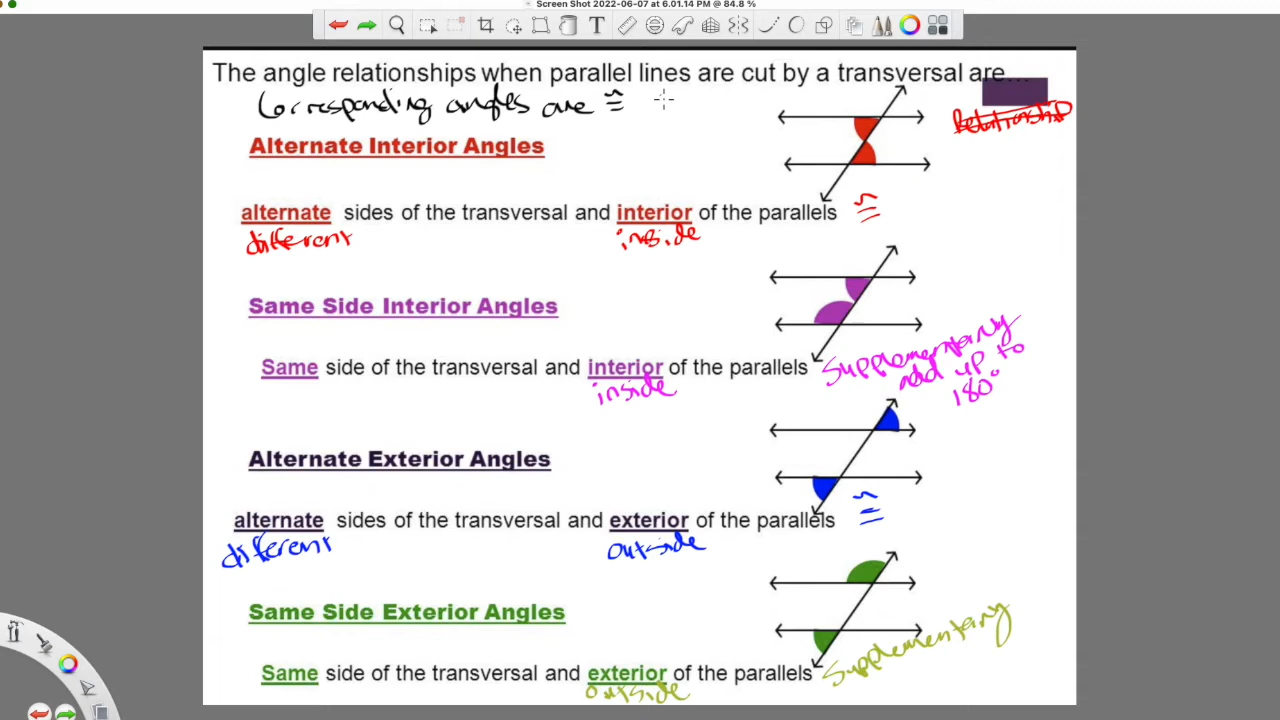 Screen Shot 2022-06-07 at 6.01.14 PM @ 84.8 %
The angle relationships when parallel lines are cut by a transversal are...
Corresponding angles are ≅
Relationship
Alternate Interior Angles
alternate sides of the transversal and interior of the parallels ≅
different inside
Same Side Interior Angles
Same side of the transversal and interior of the parallels
inside
Supplementary
add up to
180°
Alternate Exterior Angles
alternate sides of the transversal and exterior of the parallels ≅
different outside
Same Side Exterior Angles
Same side of the transversal and exterior of the parallels
outside
Supplementary